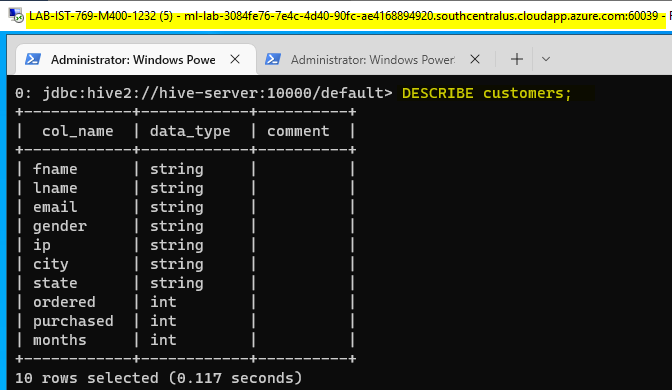 LAB-IST-769-M400-1232 (5) - ml-lab-3084fe76-7e4c-4d40-90fc-ae4168894920.southcentralus.cloudapp.azure.com:60039 -
Administrator: Windows Powe × Administrator: Windows Power × +
0: jdbc:hive2://hive-server:10000/default> DESCRIBE customers;
+------------+------------+----------+
|  col_name  | data_type  | comment  |
+------------+------------+----------+
| fname      | string     |          |
| lname      | string     |          |
| email      | string     |          |
| gender     | string     |          |
| ip         | string     |          |
| city       | string     |          |
| state      | string     |          |
| ordered    | int        |          |
| purchased  | int        |          |
| months     | int        |          |
+------------+------------+----------+
10 rows selected (0.117 seconds)